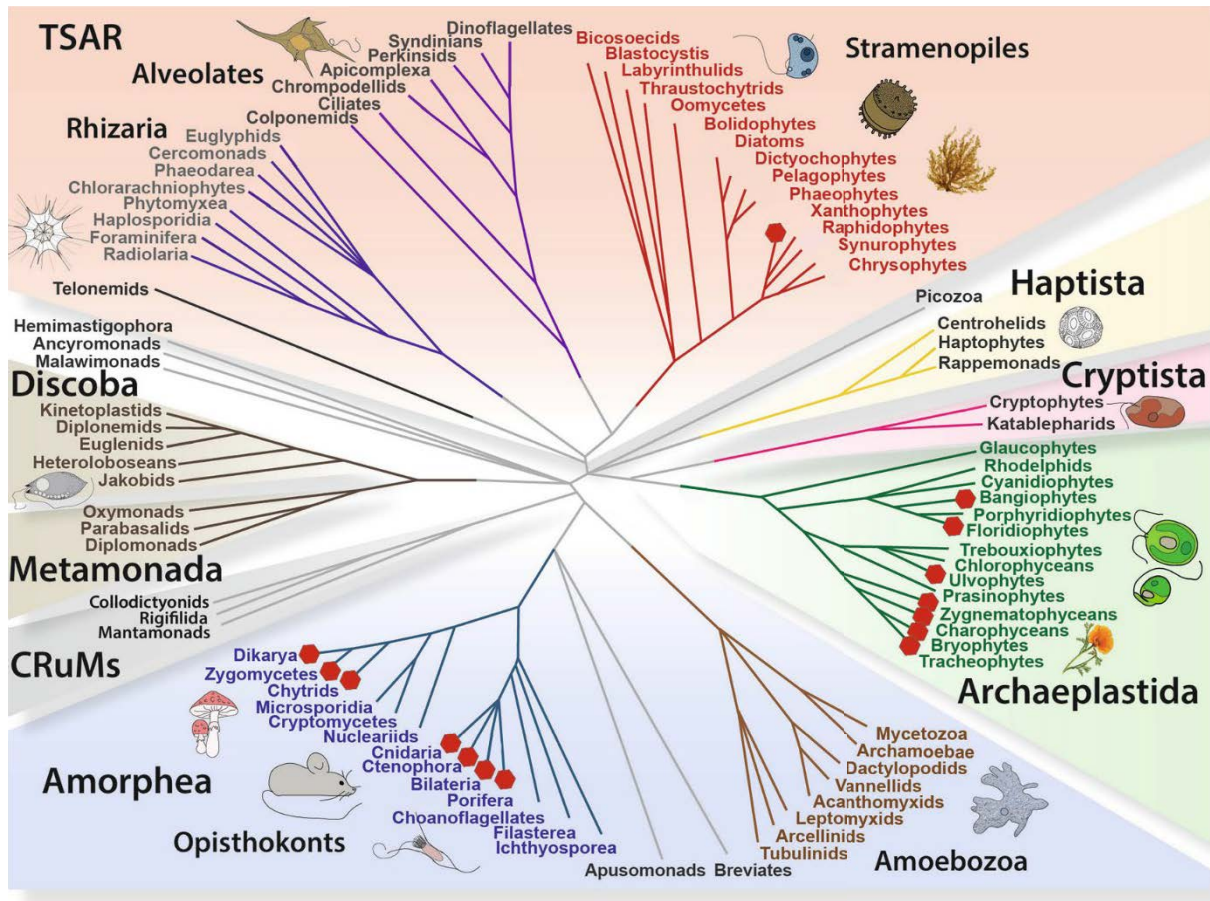 TSAR
Alveolates
Dinoflagellates
Syndinians
Perkinsids
Apicomplexa
Chrompodellids
Ciliates
Colponemids
Rhizaria
Euglyphids
Cercomonads
Phaeodarea
Chlorarachniophytes
Phytomyxea
Haplosporidia
Foraminifera
Radiolaria
Telonemids
Stramenopiles
Bicosoecids
Blastocystis
Labyrinthulids
Thraustochytrids
Oomycetes
Bolidophytes
Diatoms
Dictyochophytes
Pelagophytes
Phaeophytes
Xanthophytes
Raphidophytes
Synurophytes
Chrysophytes
Picozoa
Haptista
Centrohelids
Haptophytes
Rappemonads
Cryptista
Cryptophytes
Katablepharids
Hemimastigophora
Ancyromonads
Malawimonads
Discoba
Kinetoplastids
Diplonemids
Euglenids
Heteroloboseans
Jakobids
Oxymonads
Parabasalids
Diplomonads
Metamonada
Collodictyonids
Rigifilida
Mantamonads
CRuMs
Glaucophytes
Rhodelphids
Cyanidiophytes
Bangiophytes
Porphyridiophytes
Floridiophytes
Trebouxiophytes
Chlorophyceans
Ulvophytes
Prasinophytes
Zygnematophyceans
Charophyceans
Bryophytes
Tracheophytes
Archaeplastida
Dikarya
Zygomycetes
Chytrids
Microsporidia
Cryptomycetes
Nucleariids
Cnidaria
Ctenophora
Bilateria
Porifera
Choanoflagellates
Filasterea
Ichthyosporea
Amorphea
Opisthokonts
Apusomonads Breviates
Mycetozoa
Archamoebae
Dactylopodids
Vannellids
Acanthomyxids
Leptomyxids
Arcellinids
Tubulinids
Amoebozoa